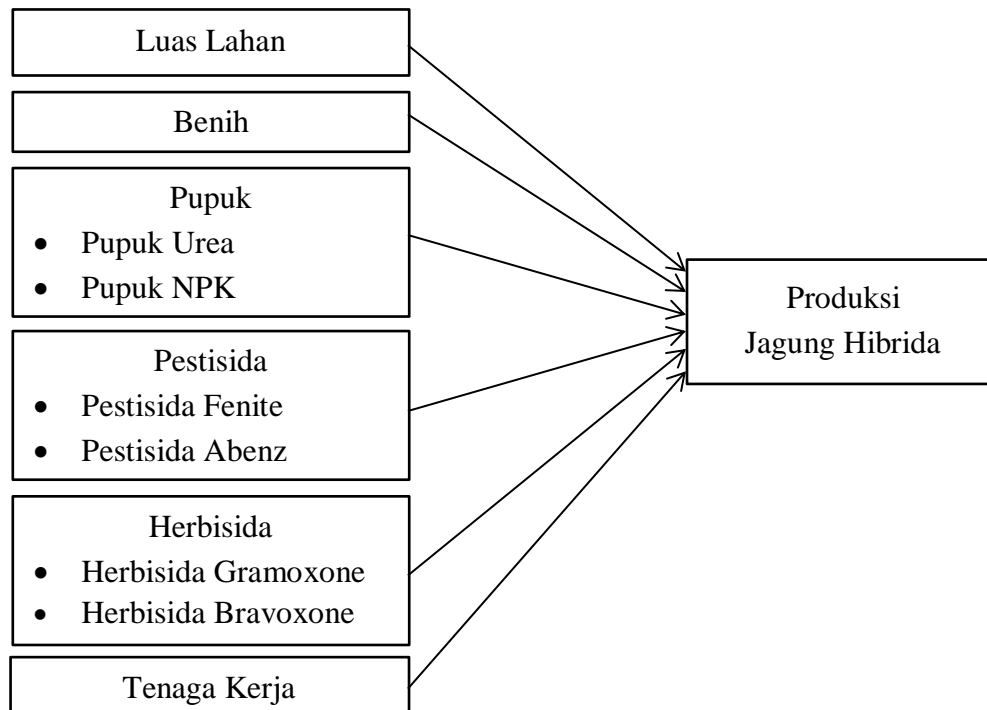 Luas Lahan
Benih
Pupuk
• Pupuk Urea
• Pupuk NPK
Pestisida
• Pestisida Fenite
• Pestisida Abenz
Herbisida
• Herbisida Gramoxone
• Herbisida Bravoxone
Tenaga Kerja
Produksi
Jagung Hibrida